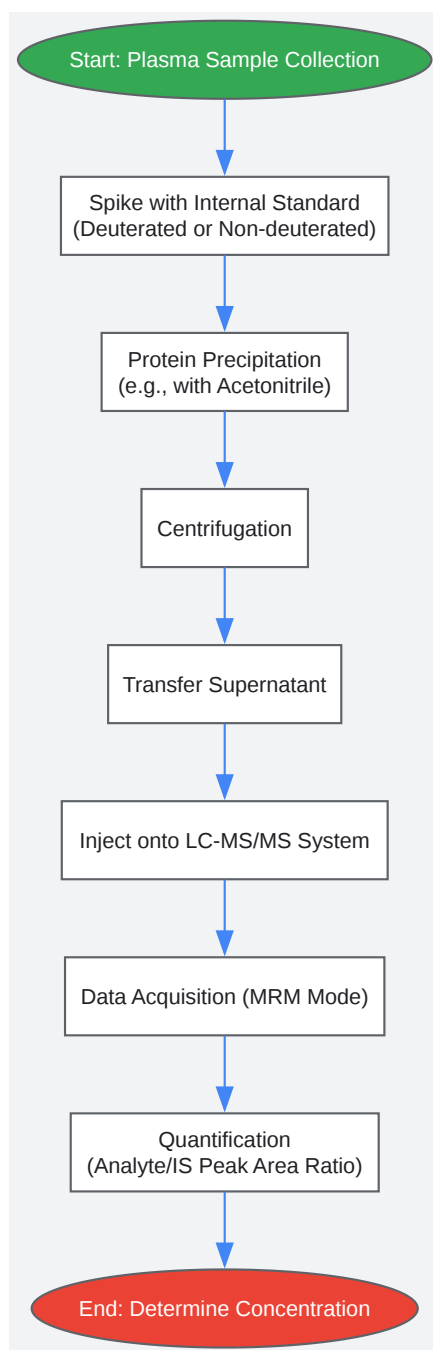 Start: Plasma Sample Collection
Spike with Internal Standard
(Deuterated or Non-deuterated)
Protein Precipitation
(e.g., with Acetonitrile)
Centrifugation
Transfer Supernatant
Inject onto LC-MS/MS System
Data Acquisition (MRM Mode)
Quantification
(Analyte/IS Peak Area Ratio)
End: Determine Concentration